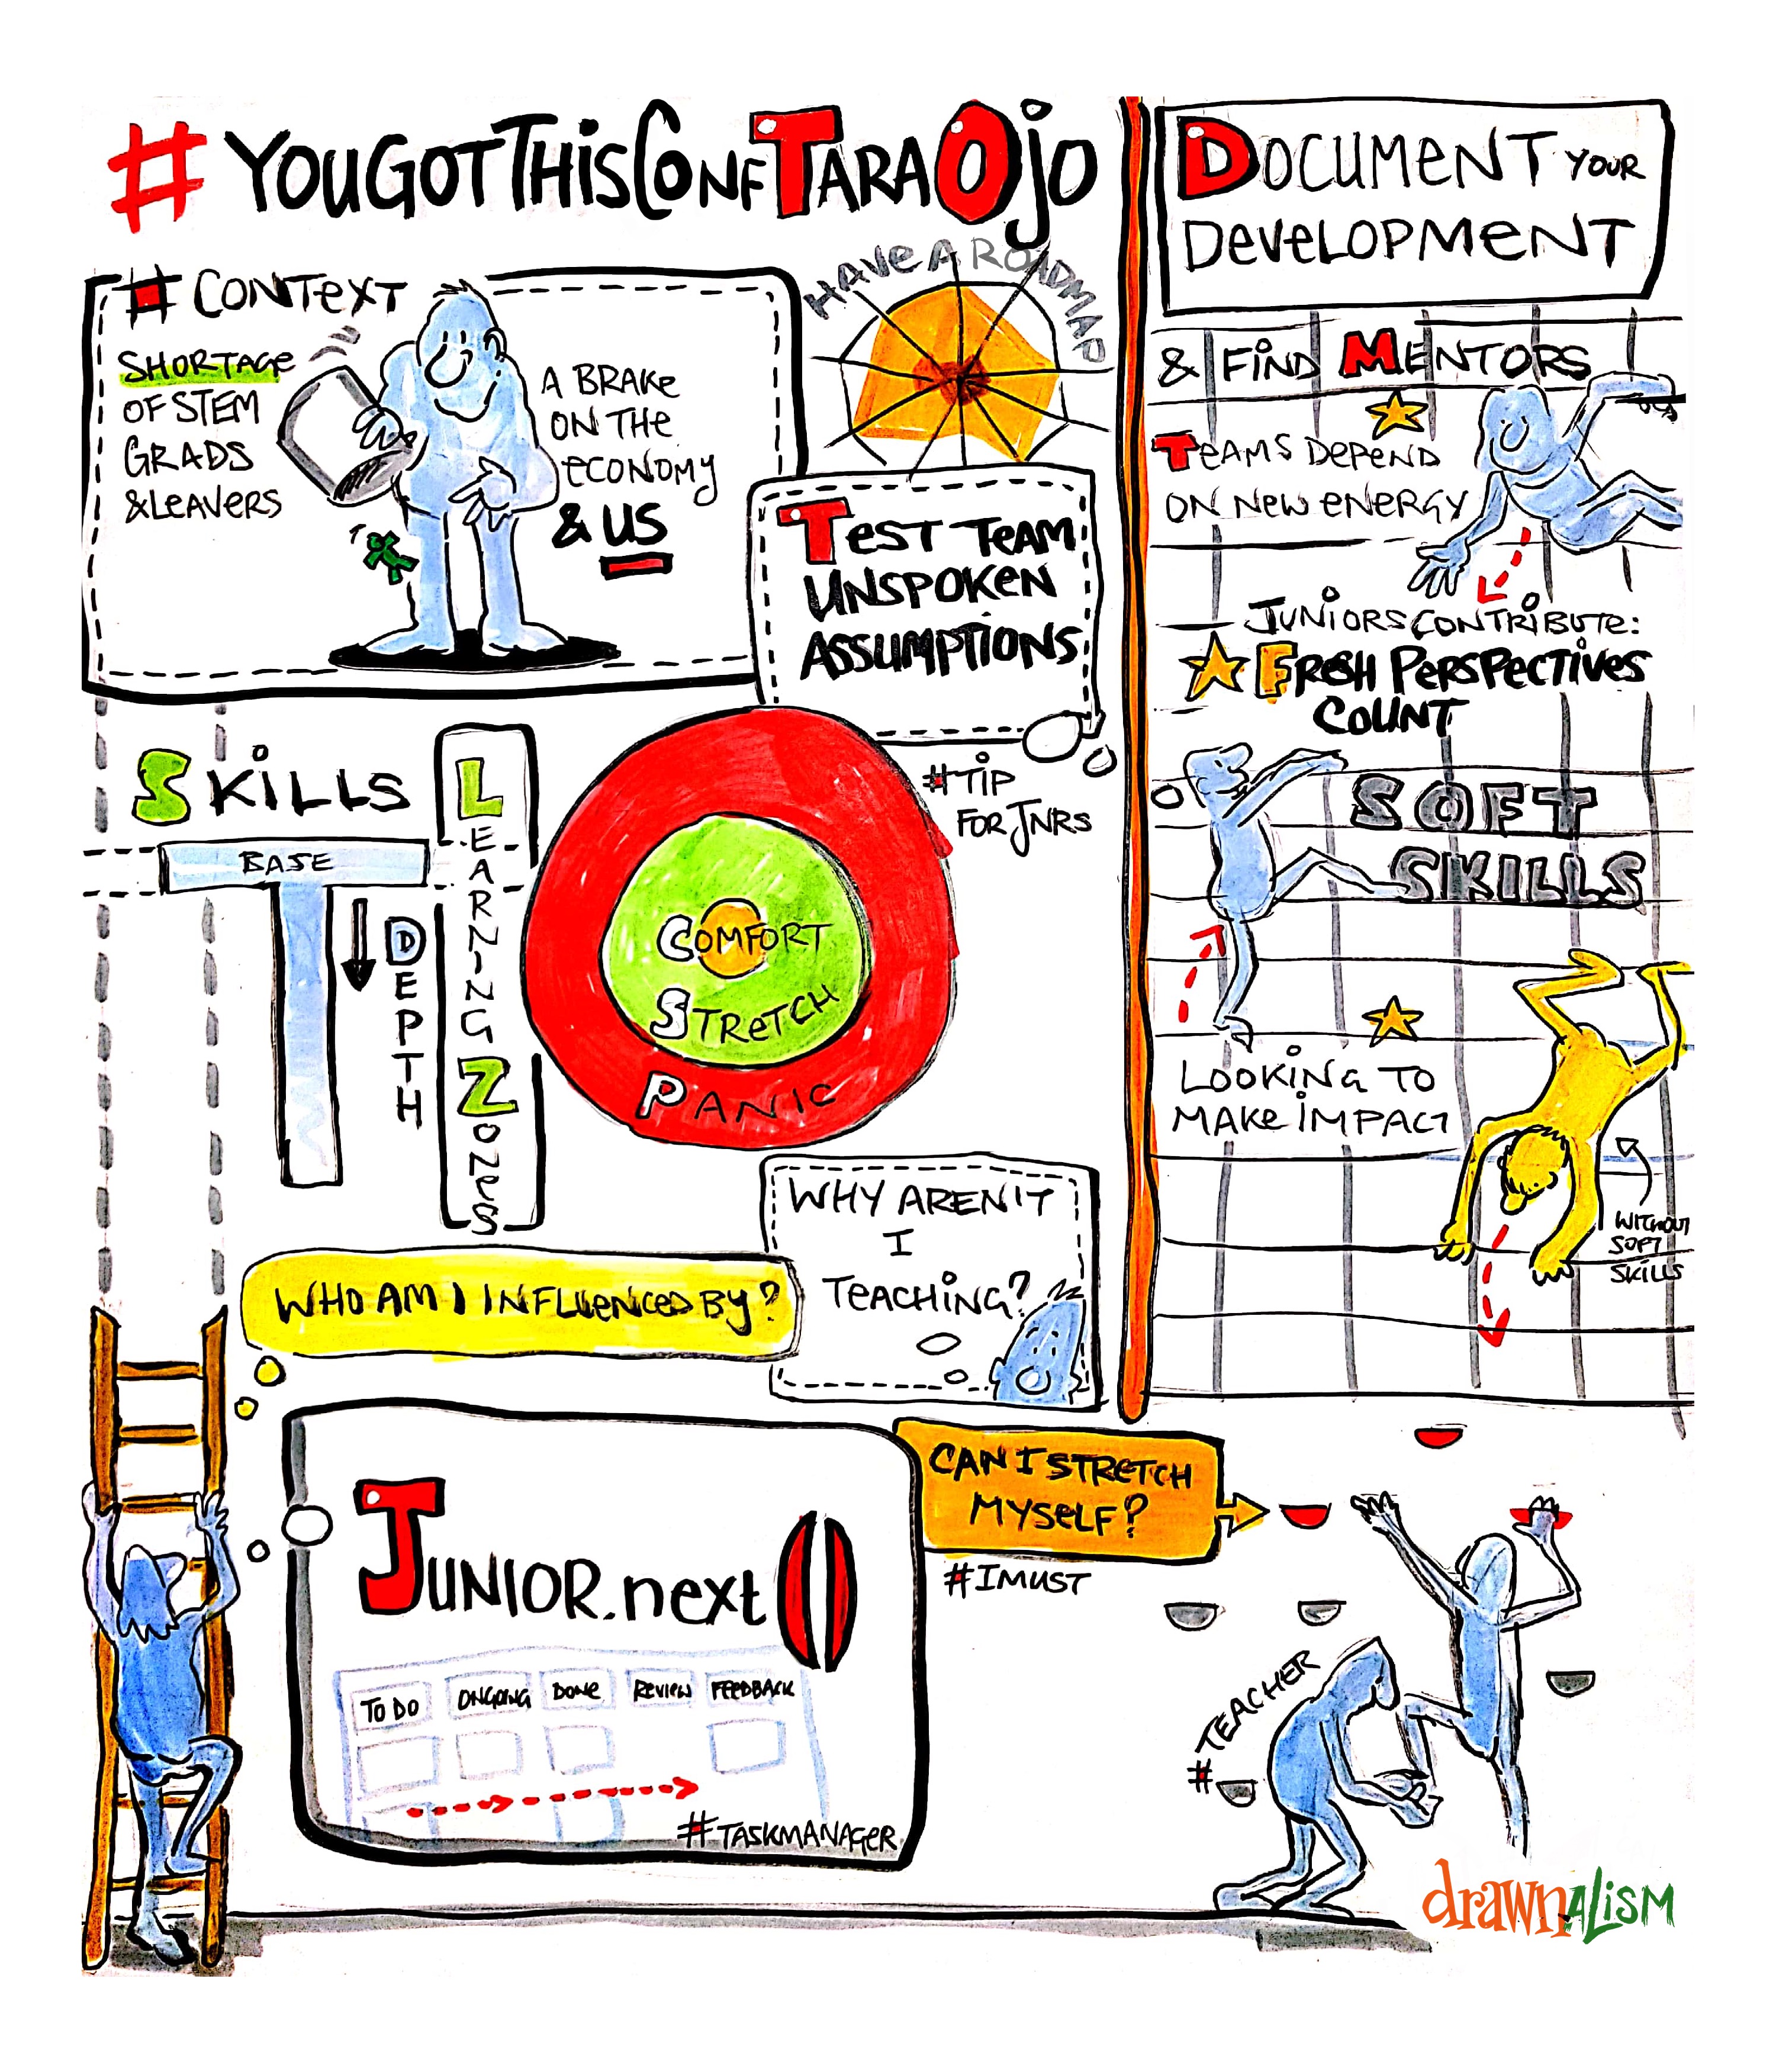 #YOUGOTTHISCONFTARAOJO
HAVE A ROADMAP
# CONTEXT
SHORTAGE
OF STEM
GRADS
& LEAVERS
A BRAKE
ON THE
ECONOMY
& US
TEST TEAM
UNSPOKEN
ASSUMPTIONS
#TIP
FOR JNRS
SKILLS
BASE
DEPTH
LEARNING ZONES
COMFORT
STRETCH
PANIC
WHY AREN'T
I
TEACHING?
WHO AM I INFLUENCED BY?
JUNIOR.next()
TO DO
ONGOING
DONE
REVIEW
FEEDBACK
#TASKMANAGER
CAN I STRETCH
MYSELF?
#IMUST
#TEACHER
DOCUMENT YOUR
DEVELOPMENT
& FIND MENTORS
TEAMS DEPEND
ON NEW ENERGY
JUNIORS CONTRIBUTE:
FRESH PERSPECTIVES
COUNT
SOFT
SKILLS
LOOKING TO
MAKE IMPACT
WITHOUT
SOFT
SKILLS
drawnALISM